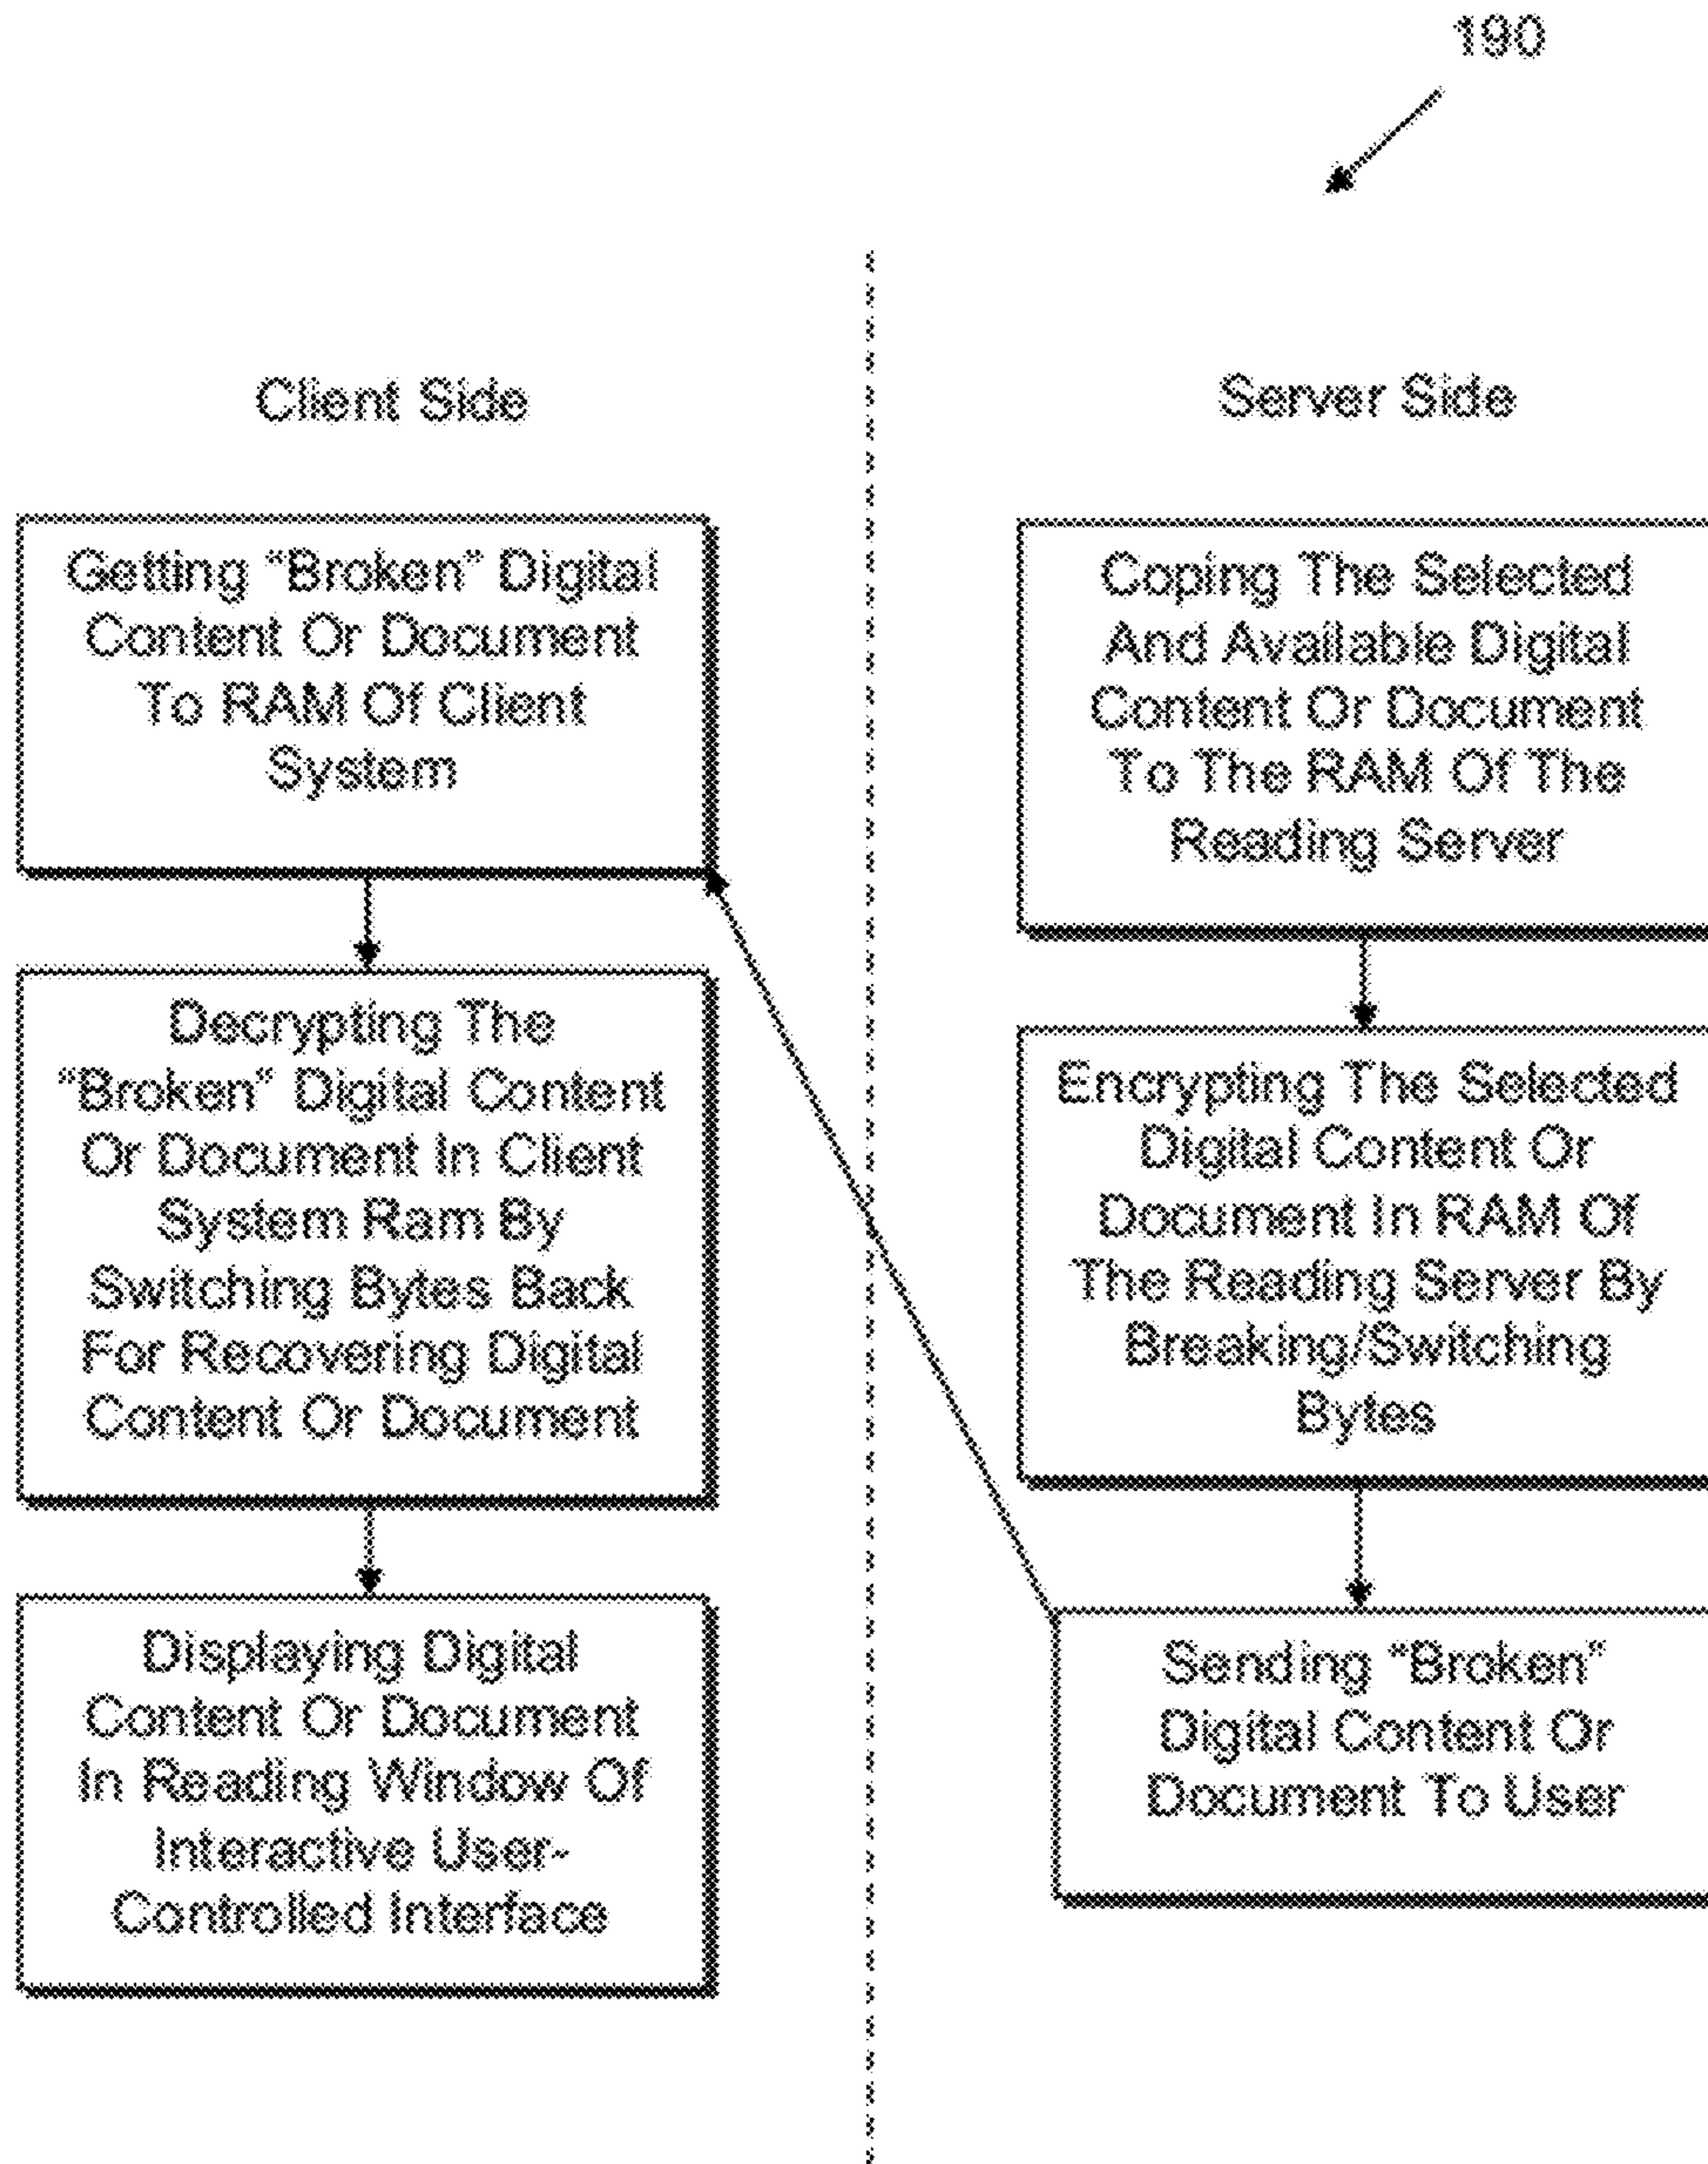 190
Client Side
Server Side
Getting "Broken" Digital
Content Or Document
To RAM Of Client
System
Decrypting The
"Broken" Digital Content
Or Document In Client
System Ram By
Switching Bytes Back
For Recovering Digital
Content Or Document
Displaying Digital
Content Or Document
In Reading Window Of
Interactive User-
Controlled Interface
Coping The Selected
And Available Digital
Content Or Document
To The RAM Of The
Reading Server
Encrypting The Selected
Digital Content Or
Document In RAM Of
The Reading Server By
Breaking/Switching
Bytes
Sending "Broken"
Digital Content Or
Document To User